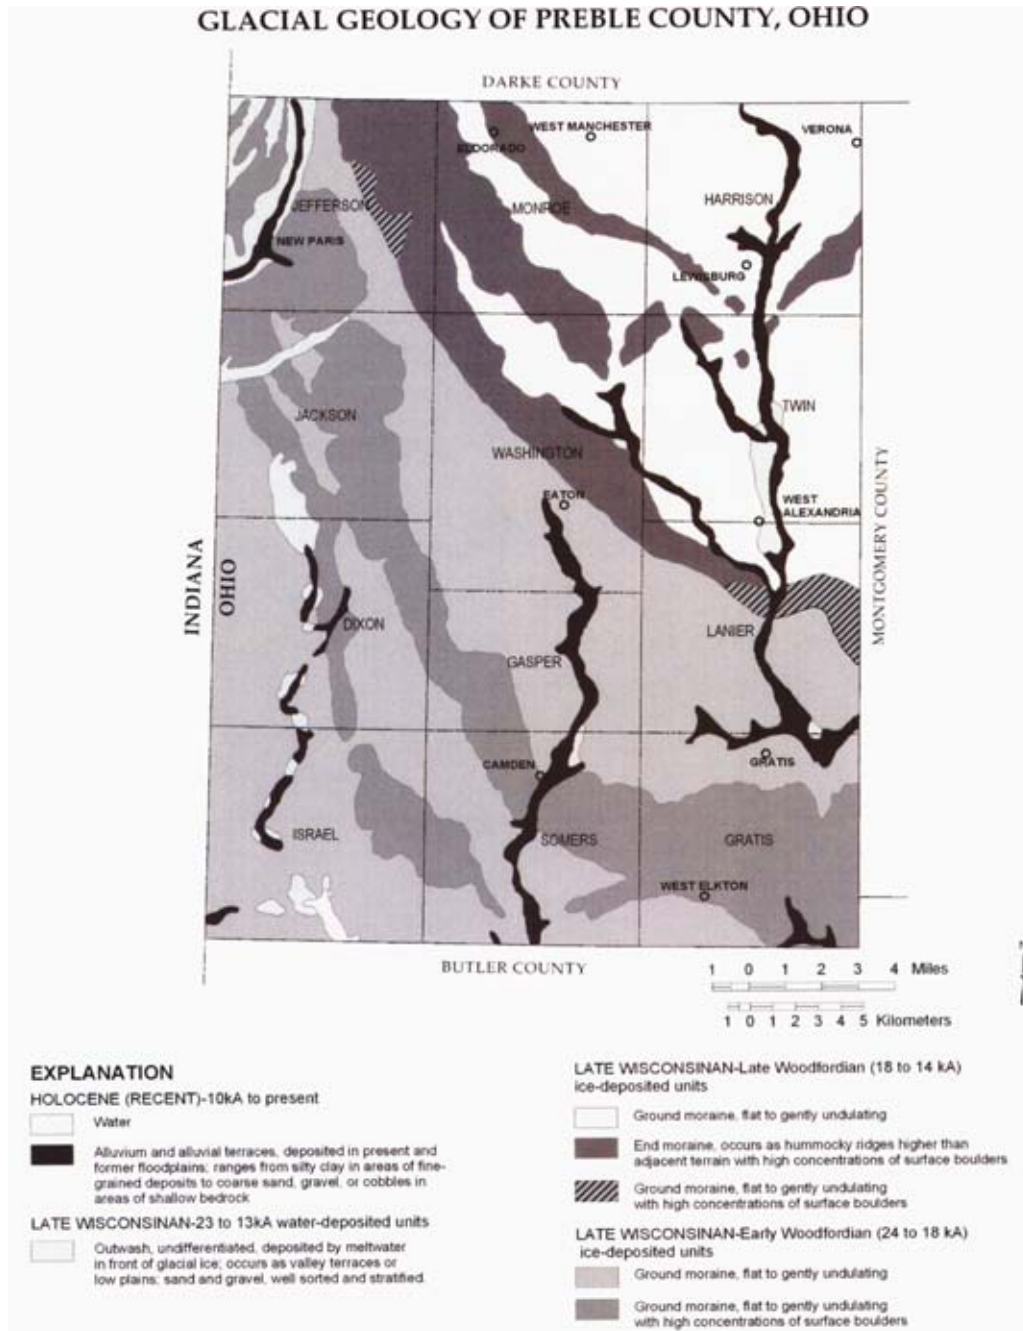 GLACIAL GEOLOGY OF PREBLE COUNTY, OHIO
DARKE COUNTY
WEST MANCHESTER
VERONA
ELDORADO
JEFFERSON
MONROE
HARRISON
NEW PARIS
LEWISBURG
JACKSON
TWIN
WASHINGTON
EATON
WEST
ALEXANDRIA
MONTGOMERY COUNTY
INDIANA
OHIO
DIXON
LANIER
GASPER
CAMDEN
GRATIS
ISRAEL
SOMERS
GRATIS
WEST ELKTON
BUTLER COUNTY
1 0 1 2 3 4 Miles
1 0 1 2 3 4 5 Kilometers
EXPLANATION
HOLOCENE (RECENT)-10kA to present
Water
Alluvium and alluvial terraces, deposited in present and
former floodplains; ranges from silty clay in areas of fine-
grained deposits to coarse sand, gravel, or cobbles in
areas of shallow bedrock
LATE WISCONSINAN-23 to 13kA water-deposited units
Outwash, undifferentiated, deposited by meltwater
in front of glacial ice; occurs as valley terraces or
low plains; sand and gravel, well sorted and stratified.
LATE WISCONSINAN-Late Woodfordian (18 to 14 kA)
ice-deposited units
Ground moraine, flat to gently undulating
End moraine, occurs as hummocky ridges higher than
adjacent terrain with high concentrations of surface boulders
Ground moraine, flat to gently undulating
with high concentrations of surface boulders
LATE WISCONSINAN-Early Woodfordian (24 to 18 kA)
ice-deposited units
Ground moraine, flat to gently undulating
Ground moraine, flat to gently undulating
with high concentrations of surface boulders